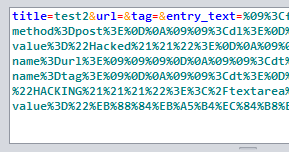 title=test2&url=&tag=&entry_text=%09%3Cf
method%3Dpost%3E%0D%0A%09%09%3Cdl%3E%0D%
value%3D%22Hacked%21%21%22%3E%0D%0A%09%0
name%3Durl%3E%09%09%09%0D%0A%09%09%3Cdt%
name%3Dtag%3E%09%0D%0A%09%09%3Cdt%3E%0D%
%22HACKING%21%21%21%22%3E%3C%2Ftextarea%
value%3D%22%EB%88%84%EB%A5%B4%EC%84%B8%E